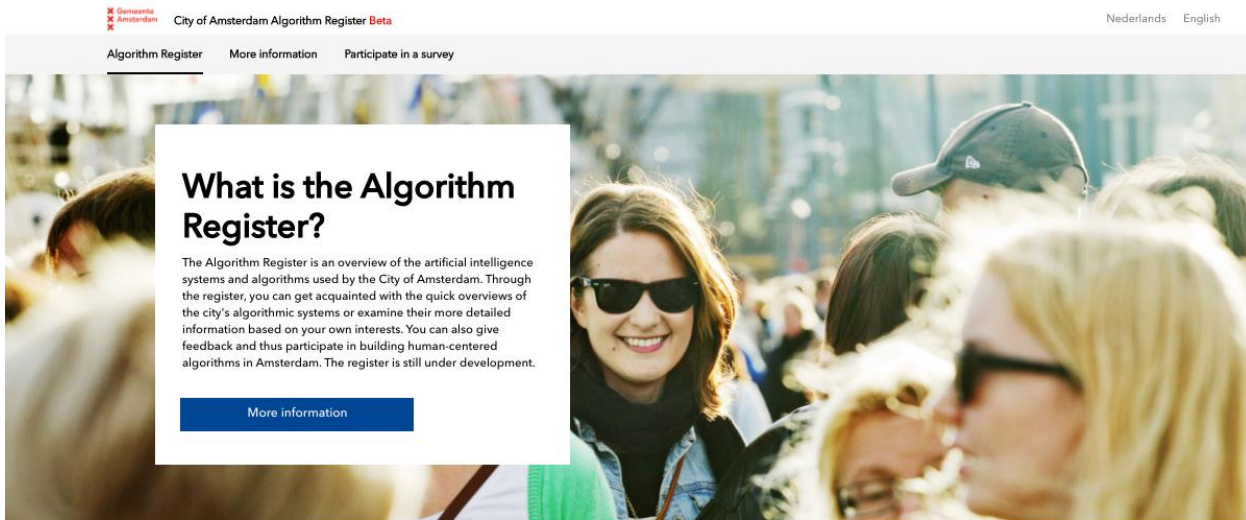 Gemeente
Amsterdam
City of Amsterdam Algorithm Register Beta
Nederlands English
Algorithm Register More information Participate in a survey
What is the Algorithm
Register?
The Algorithm Register is an overview of the artificial intelligence
systems and algorithms used by the City of Amsterdam. Through
the register, you can get acquainted with the quick overviews of
the city's algorithmic systems or examine their more detailed
information based on your own interests. You can also give
feedback and thus participate in building human-centered
algorithms in Amsterdam. The register is still under development.
More information